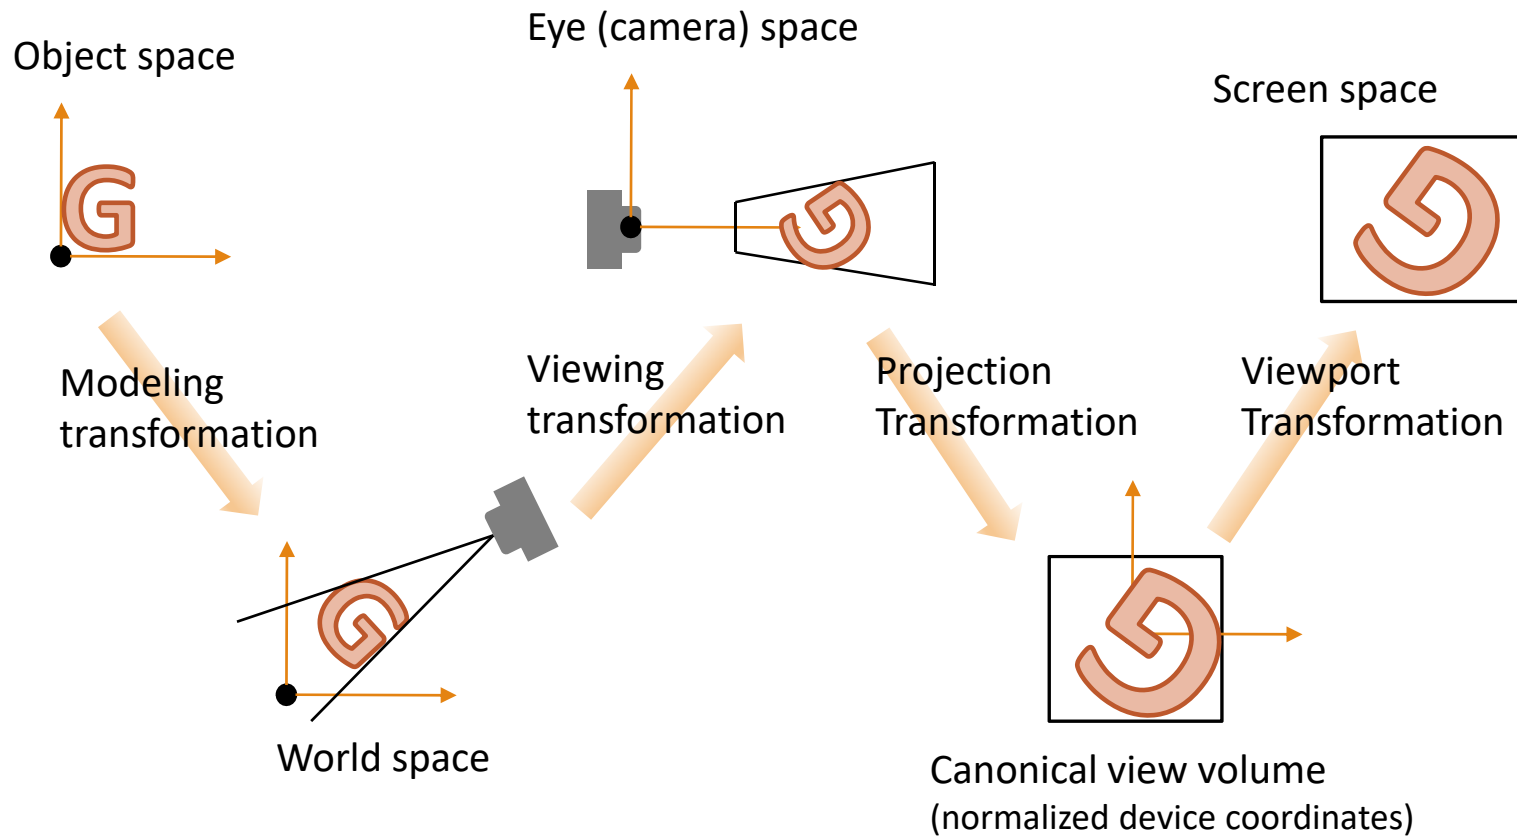 Object space
G
Modeling
transformation
G
World space
Viewing
transformation
Eye (camera) space
G
Projection
Transformation
G
Canonical view volume
(normalized device coordinates)
Viewport
Transformation
Screen space
G